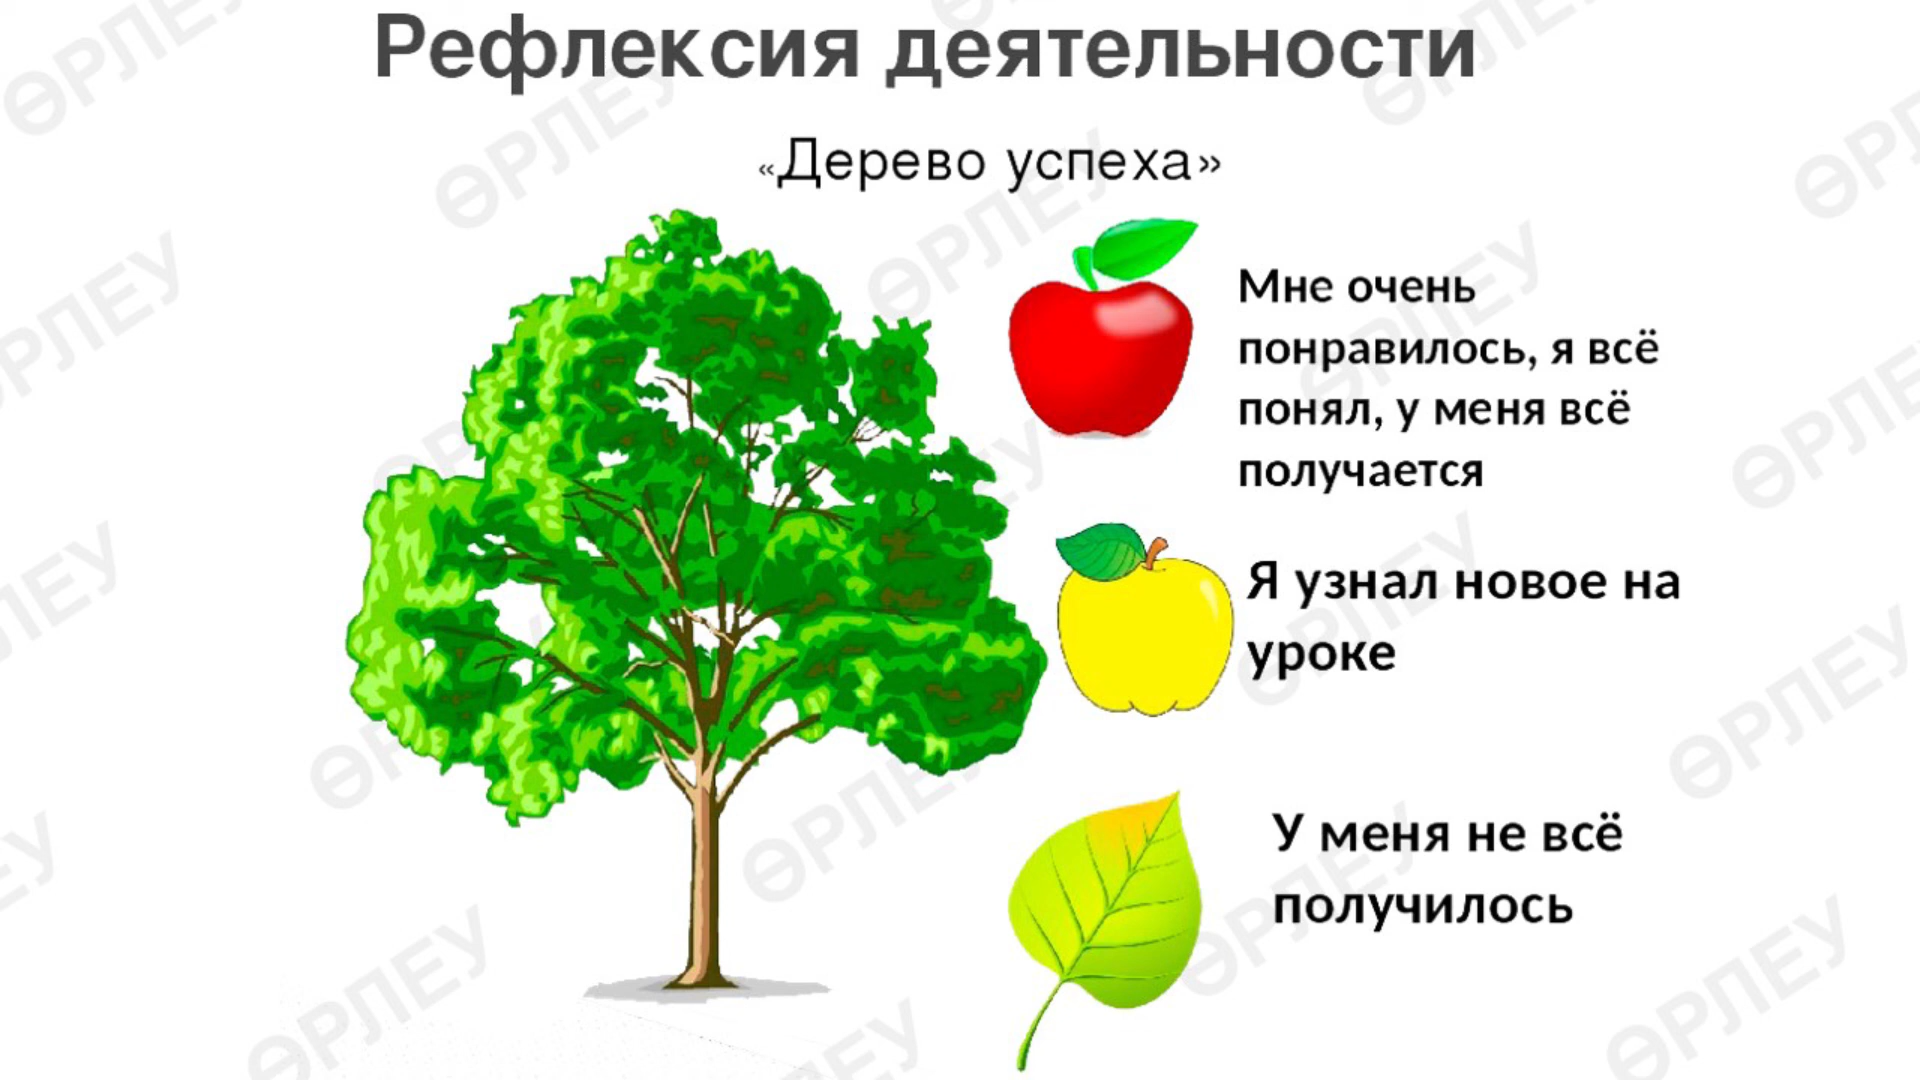 Рефлексия деятельности
«Дерево успеха»
Мне очень
понравилось, я всё
понял, у меня всё
получается
Я узнал новое на
уроке
У меня не всё
получилось
ӨРЛЕУ